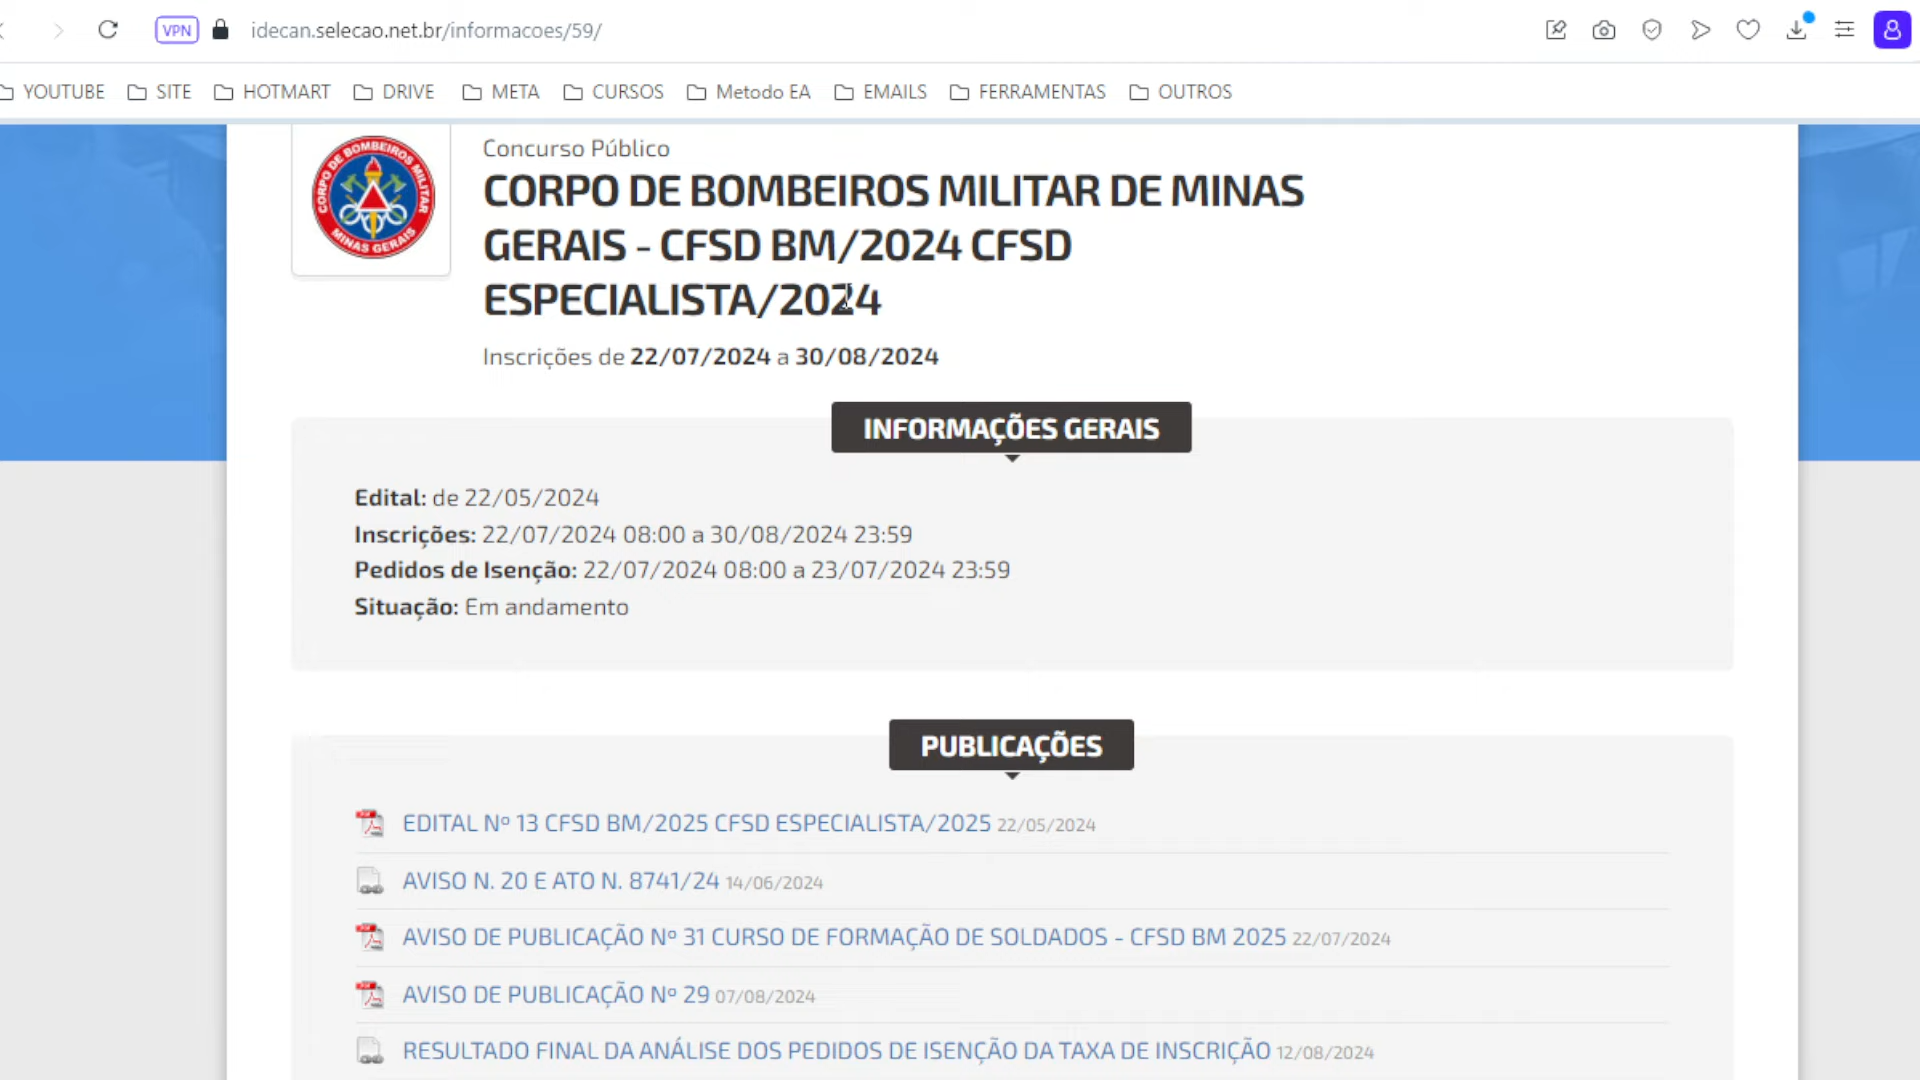 VPN
idecan.selecao.net.br/informacoes/59/
YOUTUBE SITE HOTMART DRIVE META CURSOS Metodo EA EMAILS FERRAMENTAS OUTROS
CORPO DE BOMBEIROS MILITAR
MINAS GERAIS
Concurso Público
CORPO DE BOMBEIROS MILITAR DE MINAS
GERAIS - CFSD BM/2024 CFSD
ESPECIALISTA/2024
Inscrições de 22/07/2024 a 30/08/2024
INFORMAÇÕES GERAIS
Edital: de 22/05/2024
Inscrições: 22/07/2024 08:00 a 30/08/2024 23:59
Pedidos de Isenção: 22/07/2024 08:00 a 23/07/2024 23:59
Situação: Em andamento
PUBLICAÇÕES
EDITAL Nº 13 CFSD BM/2025 CFSD ESPECIALISTA/2025 22/05/2024
AVISO N. 20 E ATO N. 8741/24 14/06/2024
AVISO DE PUBLICAÇÃO Nº 31 CURSO DE FORMAÇÃO DE SOLDADOS - CFSD BM 2025 22/07/2024
AVISO DE PUBLICAÇÃO Nº 29 07/08/2024
RESULTADO FINAL DA ANÁLISE DOS PEDIDOS DE ISENÇÃO DA TAXA DE INSCRIÇÃO 12/08/2024